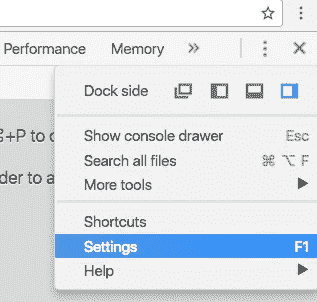 Performance Memory »
Dock side
⌘+P to o
Show console drawer Esc
Search all files ⌘ ⌥ F
der to a
More tools ▶
Shortcuts
Settings F1
Help ▶